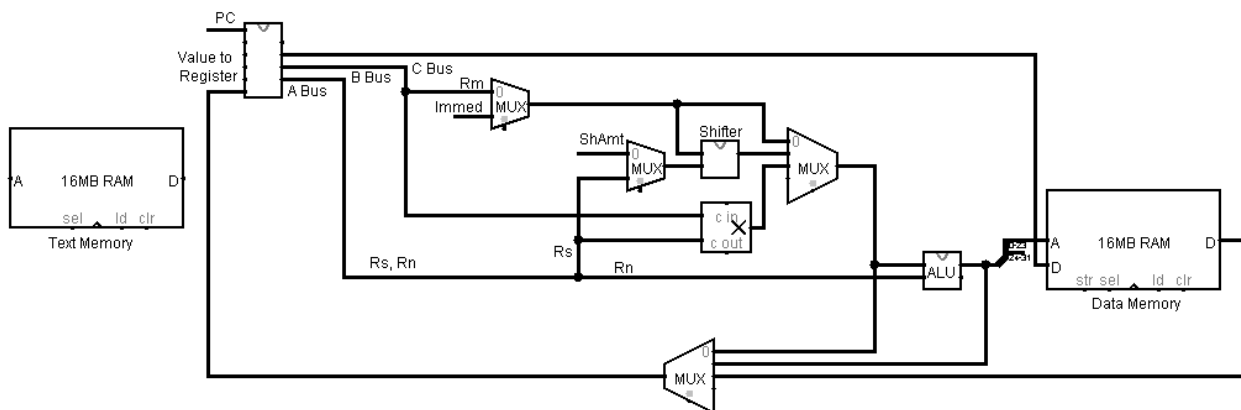 PC
Value to
Register
A Bus
B Bus
C Bus
Rm
0
Immed
MUX
ShAmt
0
MUX
Shifter
0
MUX
A
16MB RAM
D
sel
ld
clr
Text Memory
c in
c out
Rs
Rs, Rn
Rn
ALU
24-31
A
16MB RAM
D
D
str
sel
ld
clr
Data Memory
0
MUX